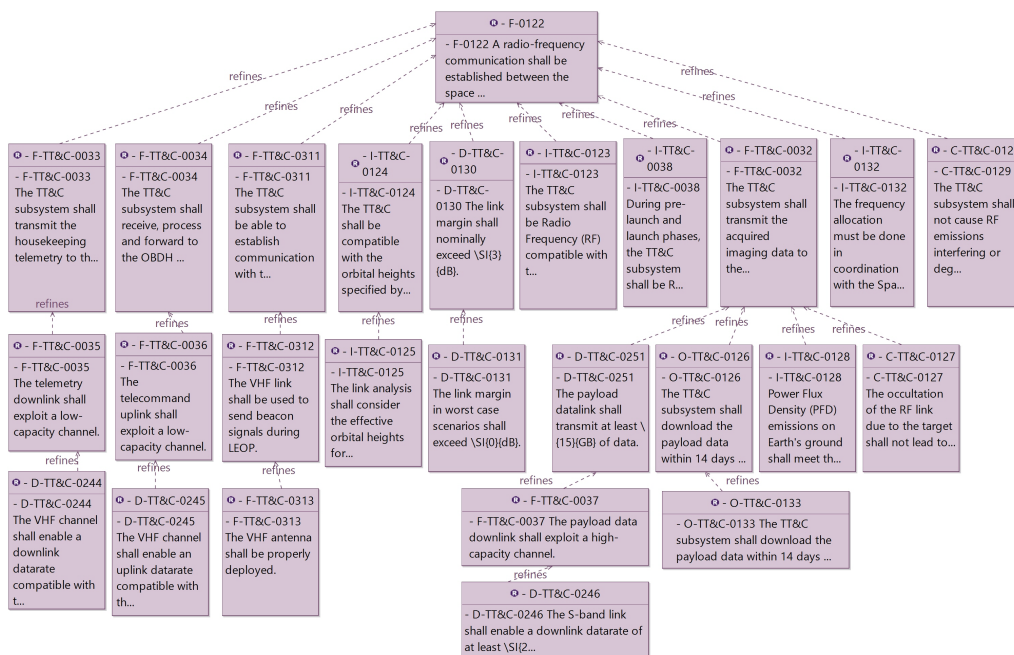 - F-0122
- F-0122 A radio-frequency
communication shall be
established between the
space ...
refines
refines
refines
refines
refines
refines
refines
refines
refines
refines
- F-TT&C-0033
- F-TT&C-0033
The TT&C
subsystem shall
transmit the
housekeeping
telemetry to th...
- F-TT&C-0034
- F-TT&C-0034
The TT&C
subsystem shall
receive, process
and forward to
the OBDH ...
- F-TT&C-0311
- F-TT&C-0311
The TT&C
subsystem shall
be able to
establish
communication
with t...
- I-TT&C-
0124
- I-TT&C-0124
The TT&C
shall be
compatible
with the
orbital heights
specified by...
- D-TT&C-
0130
- D-TT&C-
0130 The link
margin shall
nominally
exceed \SI{3}
{dB}.
- I-TT&C-0123
- I-TT&C-0123
The TT&C
subsystem shall
be Radio
Frequency (RF)
compatible with
t...
- I-TT&C-
0038
- I-TT&C-0038
During pre-
launch and
launch phases,
the TT&C
subsystem
shall be R...
- F-TT&C-0032
- F-TT&C-0032
The TT&C
subsystem shall
transmit the
acquired
imaging data to
the...
- I-TT&C-
0132
- I-TT&C-0132
The frequency
allocation
must be done
in
coordination
with the Spa...
- C-TT&C-012
- C-TT&C-0129
The TT&C
subsystem shall
not cause RF
emissions
interfering or
deg...
refines
refines
refines
refines
refines
refines
refines
refines
refines
- F-TT&C-0035
- F-TT&C-0035
The telemetry
downlink shall
exploit a low-
capacity channel.
- F-TT&C-0036
- F-TT&C-0036
The
telecommand
uplink shall
exploit a low-
capacity channel.
- F-TT&C-0312
- F-TT&C-0312
The VHF link
shall be used to
send beacon
signals during
LEOP.
- I-TT&C-0125
- I-TT&C-0125
The link analysis
shall consider
the effective
orbital heights
for...
- D-TT&C-0131
- D-TT&C-0131
The link margin
in worst case
scenarios shall
exceed \SI{0}{dB}.
- D-TT&C-0251
- D-TT&C-0251
The payload
datalink shall
transmit at least \
{15}{GB} of data.
- O-TT&C-0126
- O-TT&C-0126
The TT&C
subsystem shall
download the
payload data
within 14 days ...
- I-TT&C-0128
- I-TT&C-0128
Power Flux
Density (PFD)
emissions on
Earth's ground
shall meet th...
- C-TT&C-0127
- C-TT&C-0127
The occultation
of the RF link
due to the target
shall not lead to...
refines
refines
refines
refines
refines
- D-TT&C-0244
- D-TT&C-0244
The VHF channel
shall enable a
downlink
datarate
compatible with
t...
- D-TT&C-0245
- D-TT&C-0245
The VHF channel
shall enable an
uplink datarate
compatible with
th...
- F-TT&C-0313
- F-TT&C-0313
The VHF antenna
shall be properly
deployed.
- F-TT&C-0037
- F-TT&C-0037 The payload data
downlink shall exploit a high-
capacity channel.
- O-TT&C-0133
- O-TT&C-0133 The TT&C
subsystem shall download the
payload data within 14 days ...
refines
- D-TT&C-0246
- D-TT&C-0246 The S-band link
shall enable a downlink datarate of
at least \SI{2...